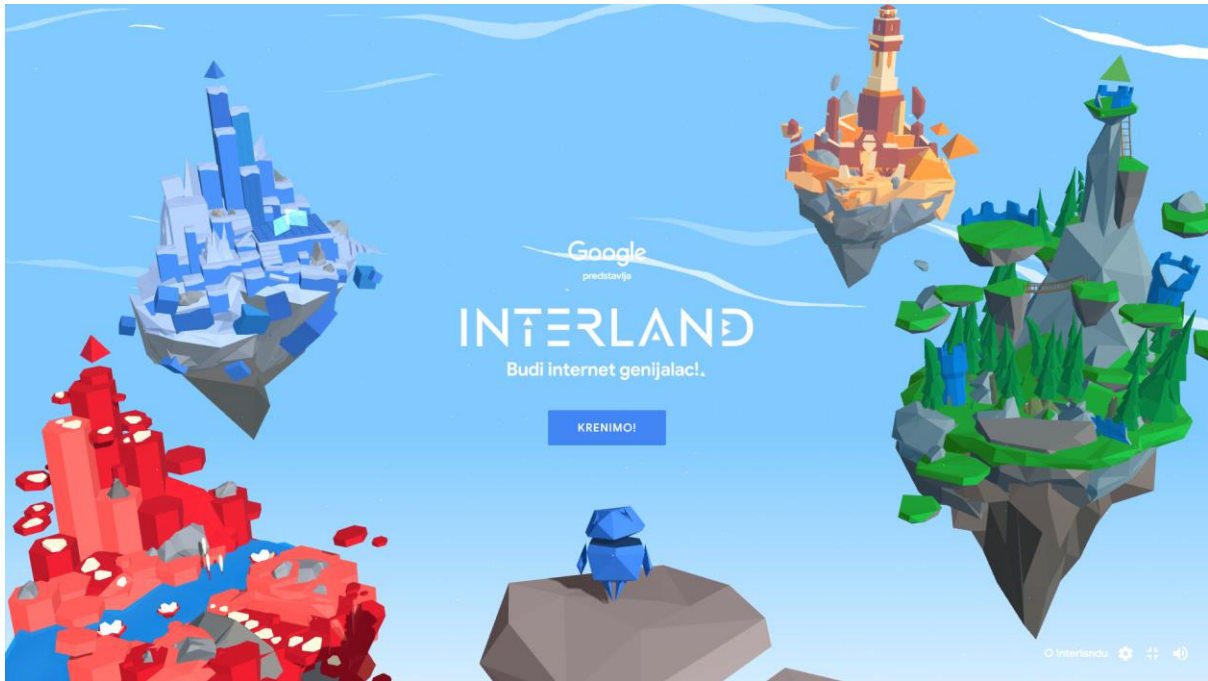 Google
predstavlja
INTERLAND
Budi internet genijalac!.
KRENIMO!
O Interlandu